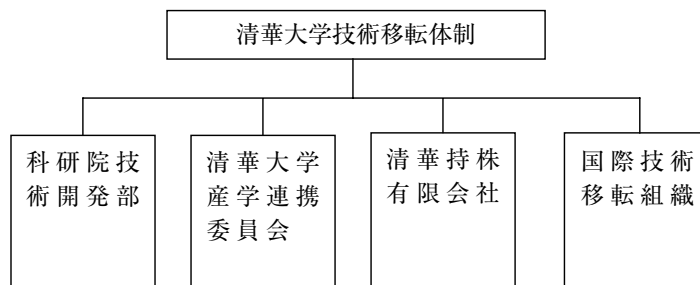 清華大学技術移転体制
科研院技
術開発部
清華大学
産学連携
委員会
清華持株
有限会社
国際技術
移転組織